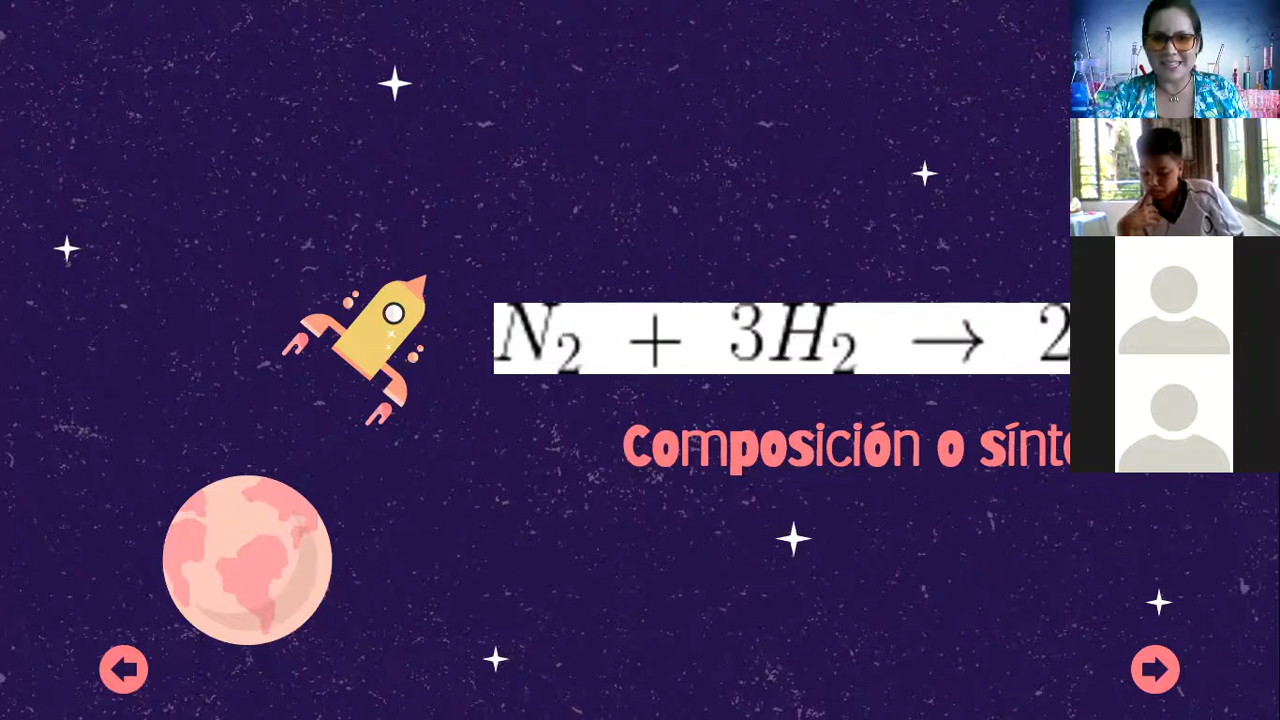 N₂ + 3H₂ → 2
Composición o sínt